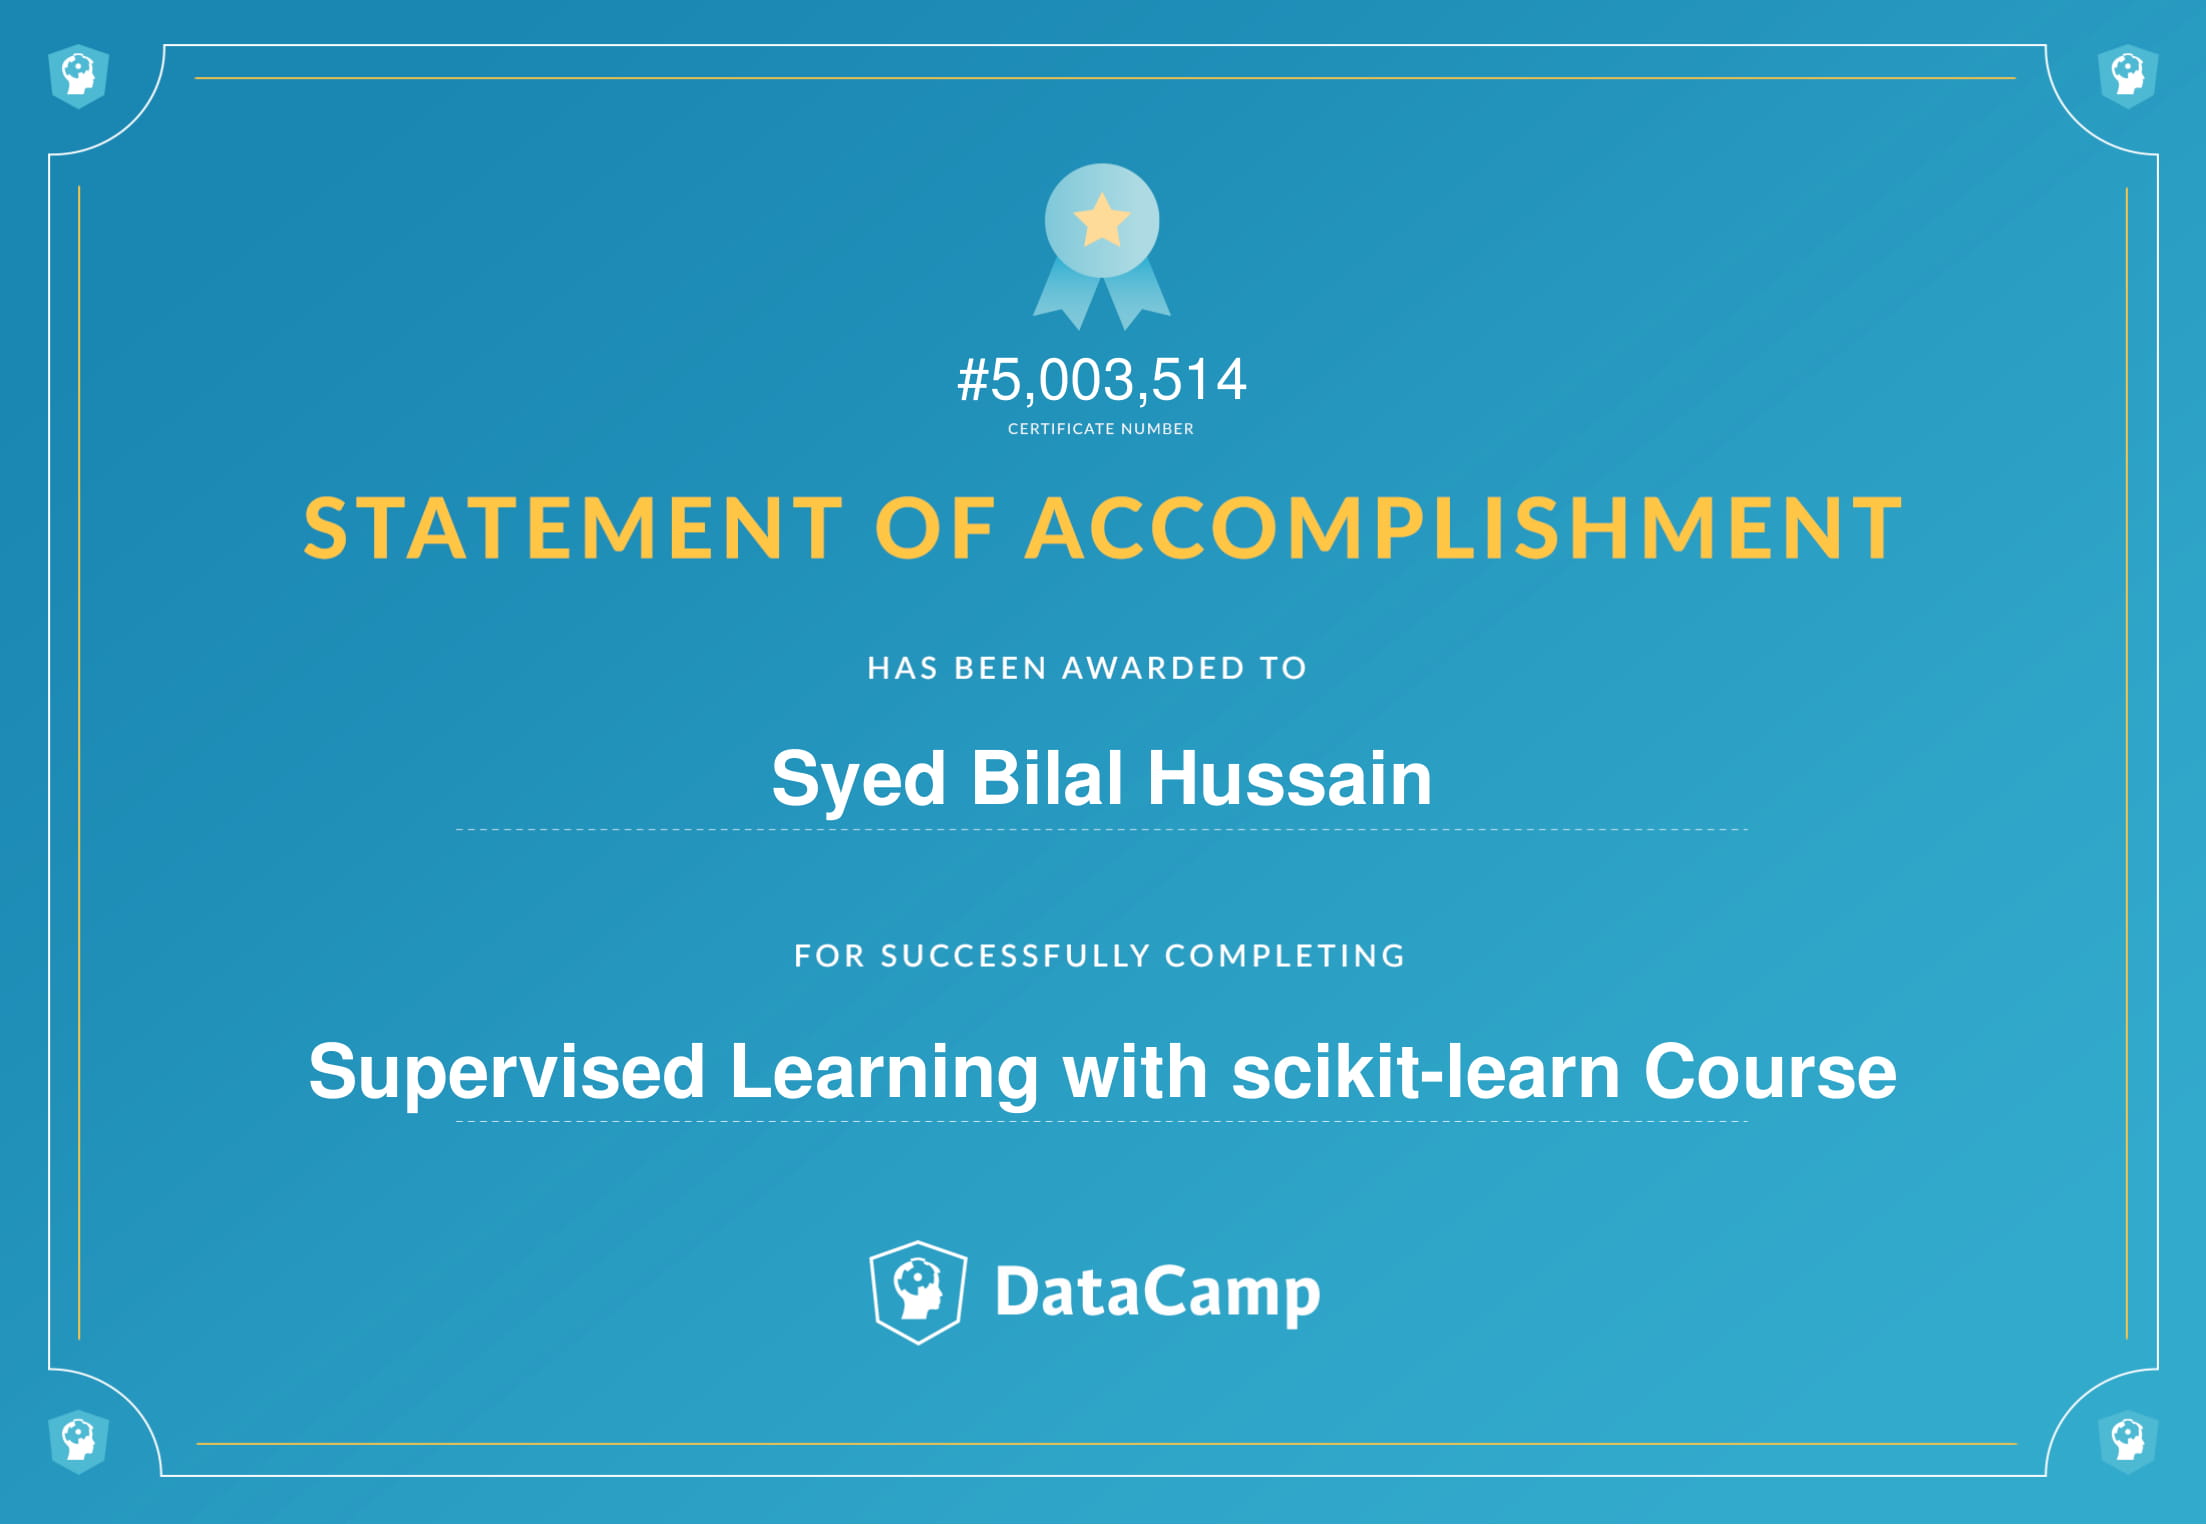 #5,003,514
CERTIFICATE NUMBER
STATEMENT OF ACCOMPLISHMENT
HAS BEEN AWARDED TO
Syed Bilal Hussain
FOR SUCCESSFULLY COMPLETING
Supervised Learning with scikit-learn Course
DataCamp